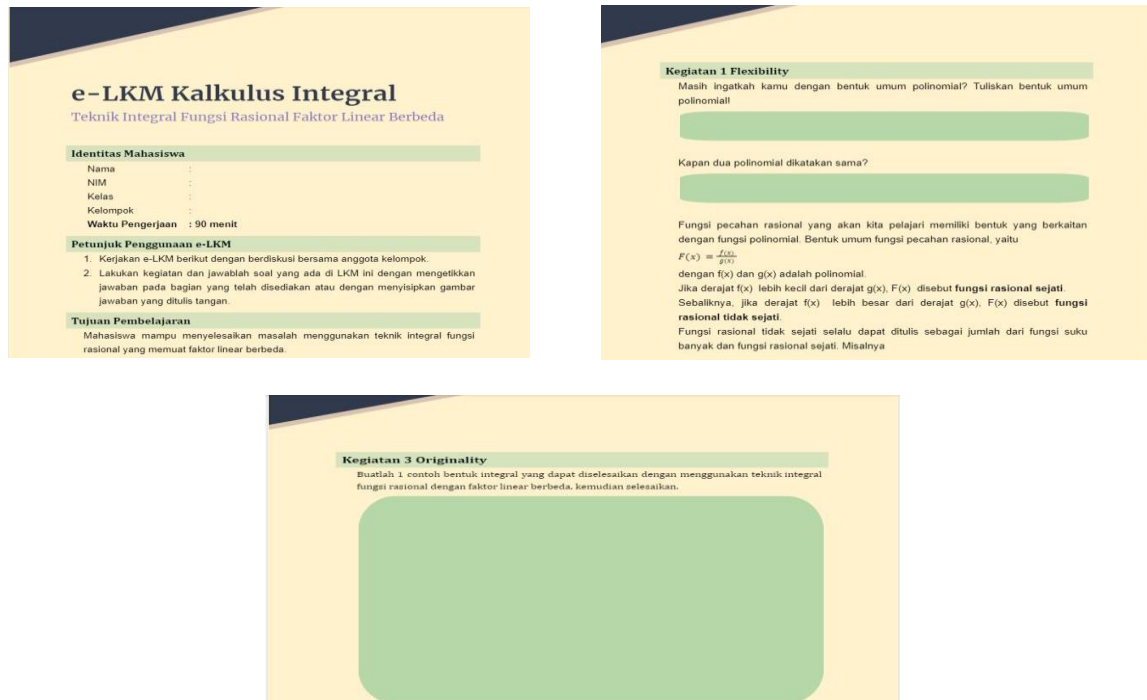 e-LKM Kalkulus Integral
Teknik Integral Fungsi Rasional Faktor Linear Berbeda
Identitas Mahasiswa
Nama :
NIM :
Kelas :
Kelompok :
Waktu Pengerjaan : 90 menit
Petunjuk Penggunaan e-LKM
1. Kerjakan e-LKM berikut dengan berdiskusi bersama anggota kelompok.
2. Lakukan kegiatan dan jawablah soal yang ada di LKM ini dengan mengetikkan
jawaban pada bagian yang telah disediakan atau dengan menyisipkan gambar
jawaban yang ditulis tangan.
Tujuan Pembelajaran
Mahasiswa mampu menyelesaikan masalah menggunakan teknik integral fungsi
rasional yang memuat faktor linear berbeda.
Kegiatan 1 Flexibility
Masih ingatkah kamu dengan bentuk umum polinomial? Tuliskan bentuk umum
polinomial!
Kapan dua polinomial dikatakan sama?
Fungsi pecahan rasional yang akan kita pelajari memiliki bentuk yang berkaitan
dengan fungsi polinomial. Bentuk umum fungsi pecahan rasional, yaitu
F(x) = f(x)/g(x)
dengan f(x) dan g(x) adalah polinomial.
Jika derajat f(x) lebih kecil dari derajat g(x), F(x) disebut fungsi rasional sejati.
Sebaliknya, jika derajat f(x) lebih besar dari derajat g(x), F(x) disebut fungsi
rasional tidak sejati.
Fungsi rasional tidak sejati selalu dapat ditulis sebagai jumlah dari fungsi suku
banyak dan fungsi rasional sejati. Misalnya
Kegiatan 3 Originality
Buatlah 1 contoh bentuk integral yang dapat diselesaikan dengan menggunakan teknik integral
fungsi rasional dengan faktor linear berbeda, kemudian selesaikan.